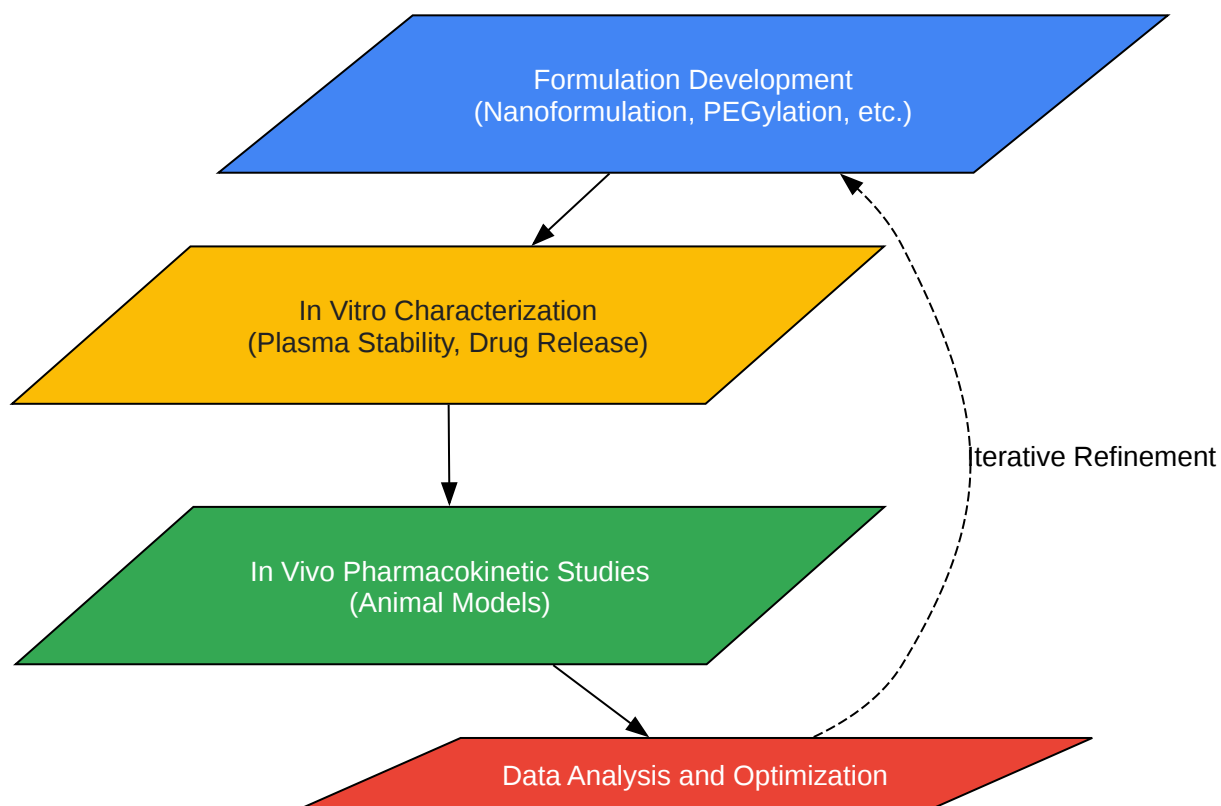 Formulation Development
(Nanoformulation, PEGylation, etc.)
In Vitro Characterization
(Plasma Stability, Drug Release)
Iterative Refinement
In Vivo Pharmacokinetic Studies
(Animal Models)
Data Analysis and Optimization